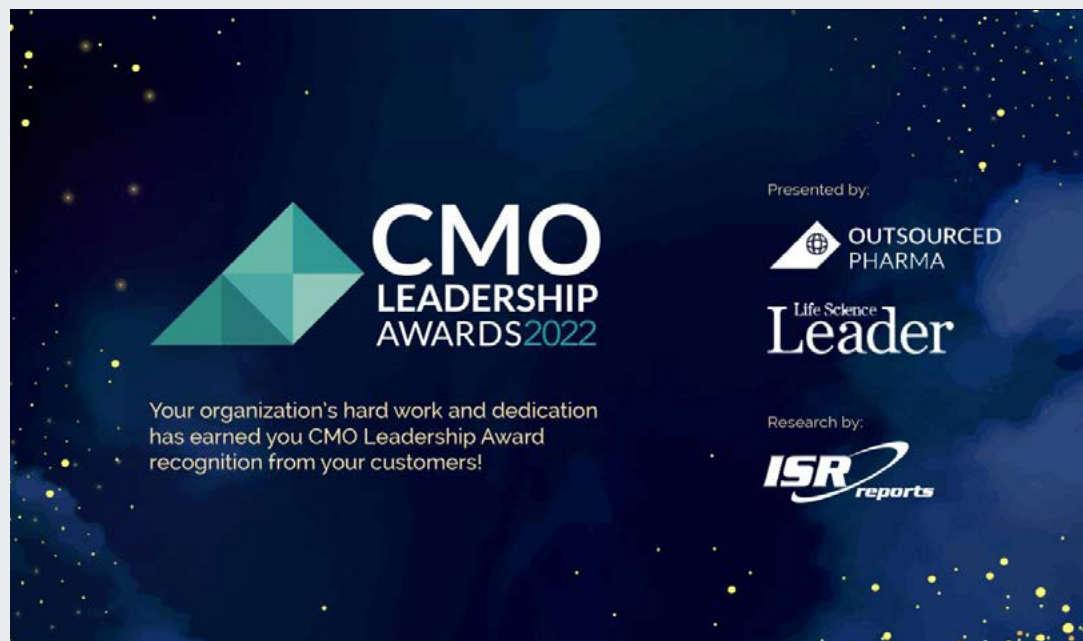 CMO
LEADERSHIP
AWARDS2022
Your organization's hard work and dedication
has earned you CMO Leadership Award
recognition from your customers!
Presented by:
OUTSOURCED
PHARMA
Life Science
Leader
Research by:
ISR
reports